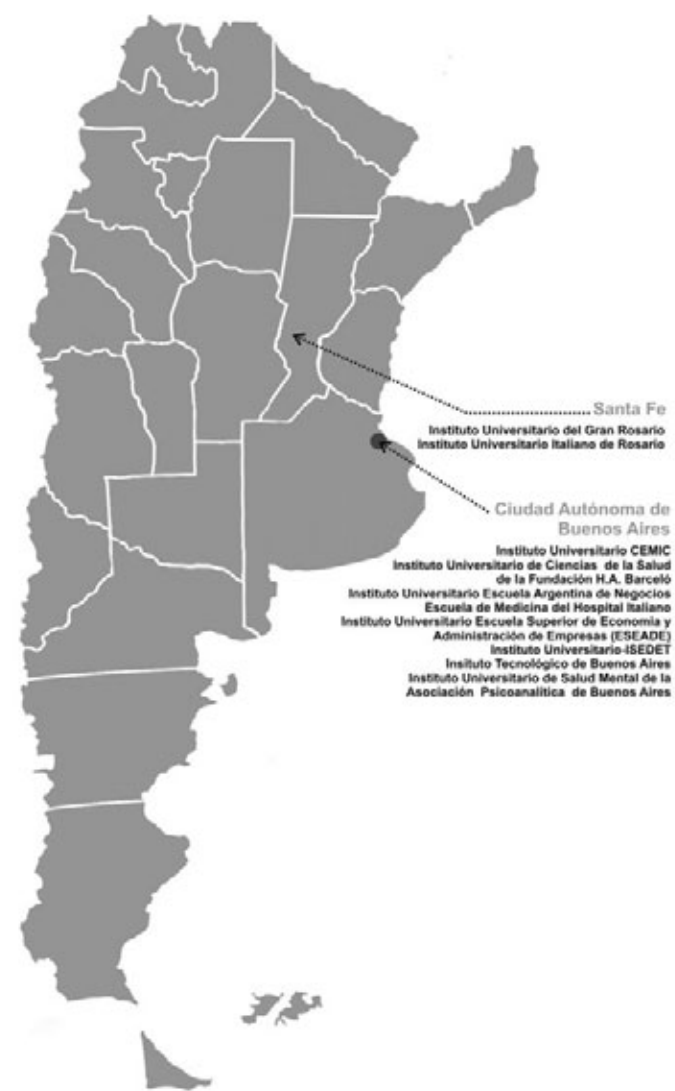 Santa Fe
Instituto Universitario del Gran Rosario
Instituto Universitario Italiano de Rosario
Ciudad Autónoma de
Buenos Aires
Instituto Universitario CEMIC
Instituto Universitario de Ciencias de la Salud
de la Fundación H.A. Barceló
Instituto Universitario Escuela Argentina de Negocios
Escuela de Medicina del Hospital Italiano
Instituto Universitario Escuela Superior de Economía y
Administración de Empresas (ESEADE)
Instituto Universitario-ISEDET
Insituto Tecnológico de Buenos Aires
Instituto Universitario de Salud Mental de la
Asociación Psicoanalítica de Buenos Aires